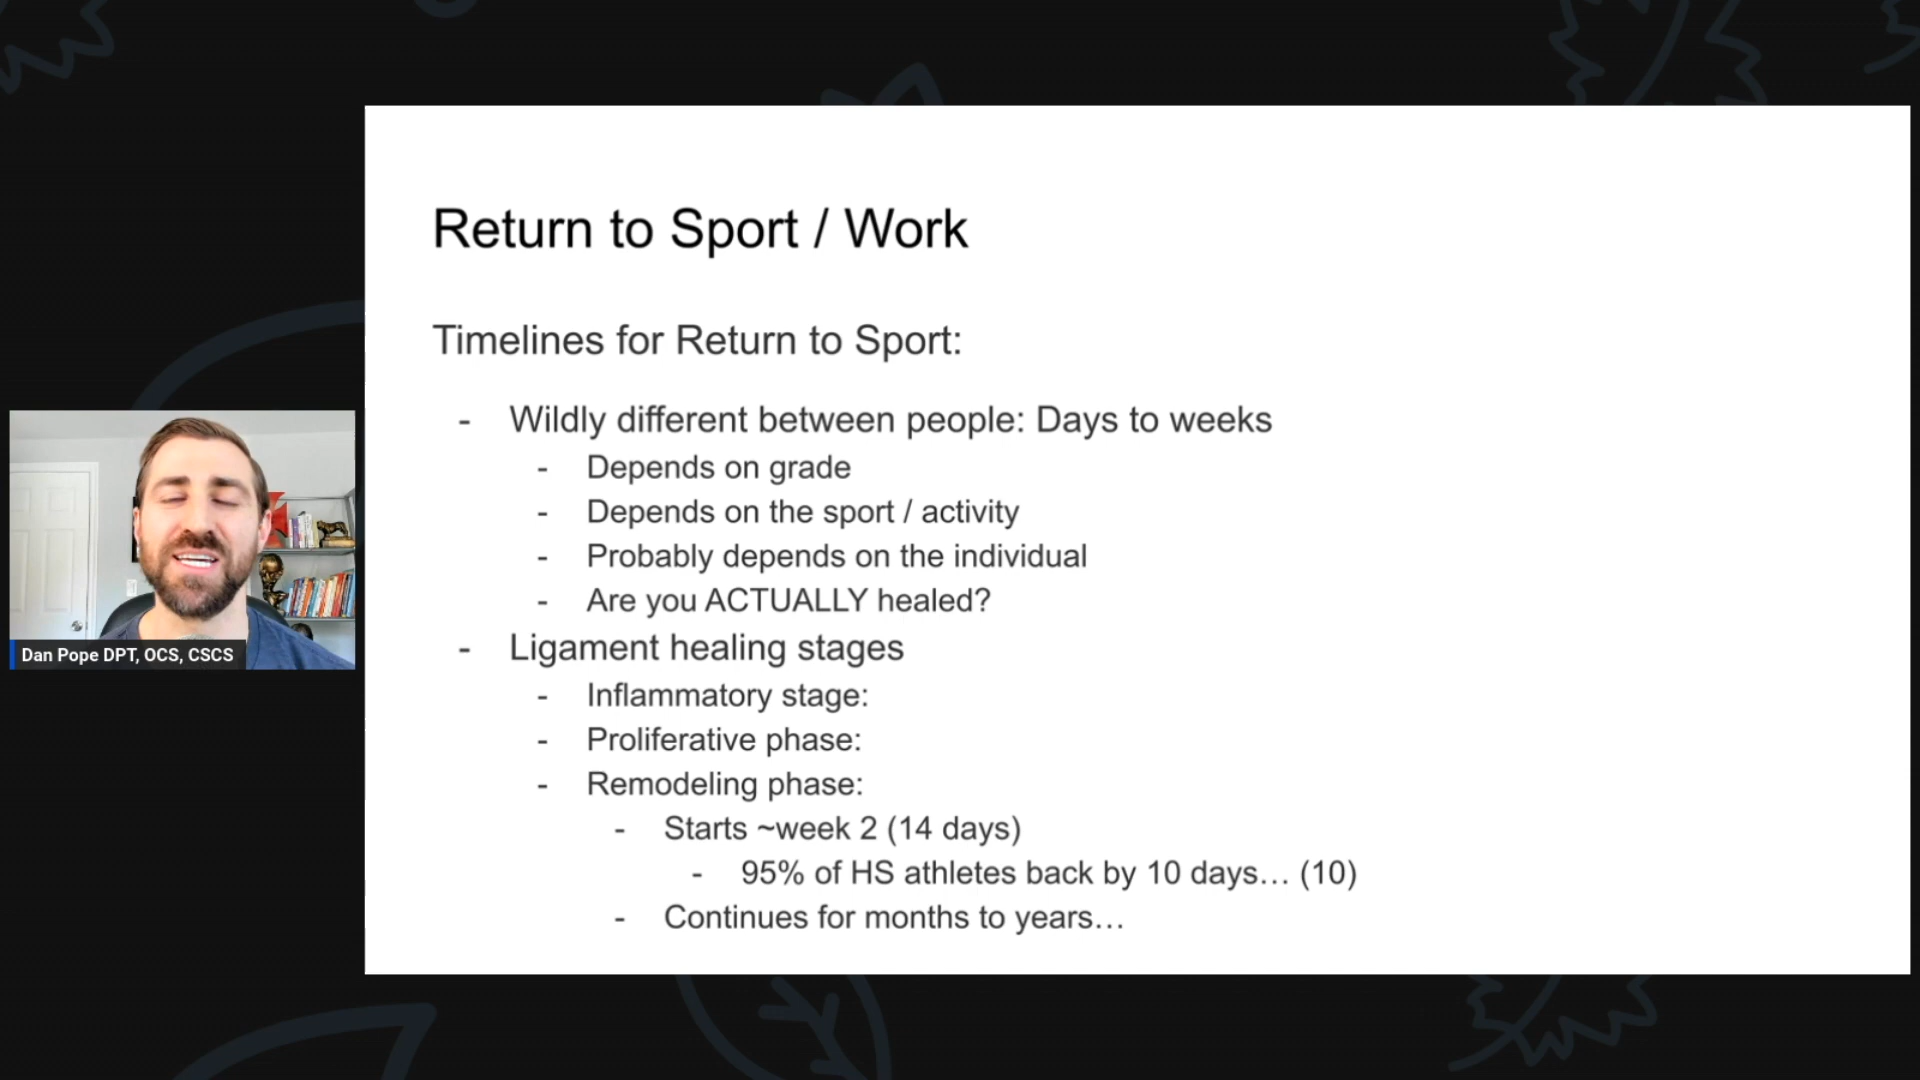 Return to Sport / Work
Timelines for Return to Sport:
- Wildly different between people: Days to weeks
- Depends on grade
- Depends on the sport / activity
- Probably depends on the individual
- Are you ACTUALLY healed?
- Ligament healing stages
- Inflammatory stage:
- Proliferative phase:
- Remodeling phase:
- Starts ~week 2 (14 days)
- 95% of HS athletes back by 10 days… (10)
- Continues for months to years…
Dan Pope DPT, OCS, CSCS